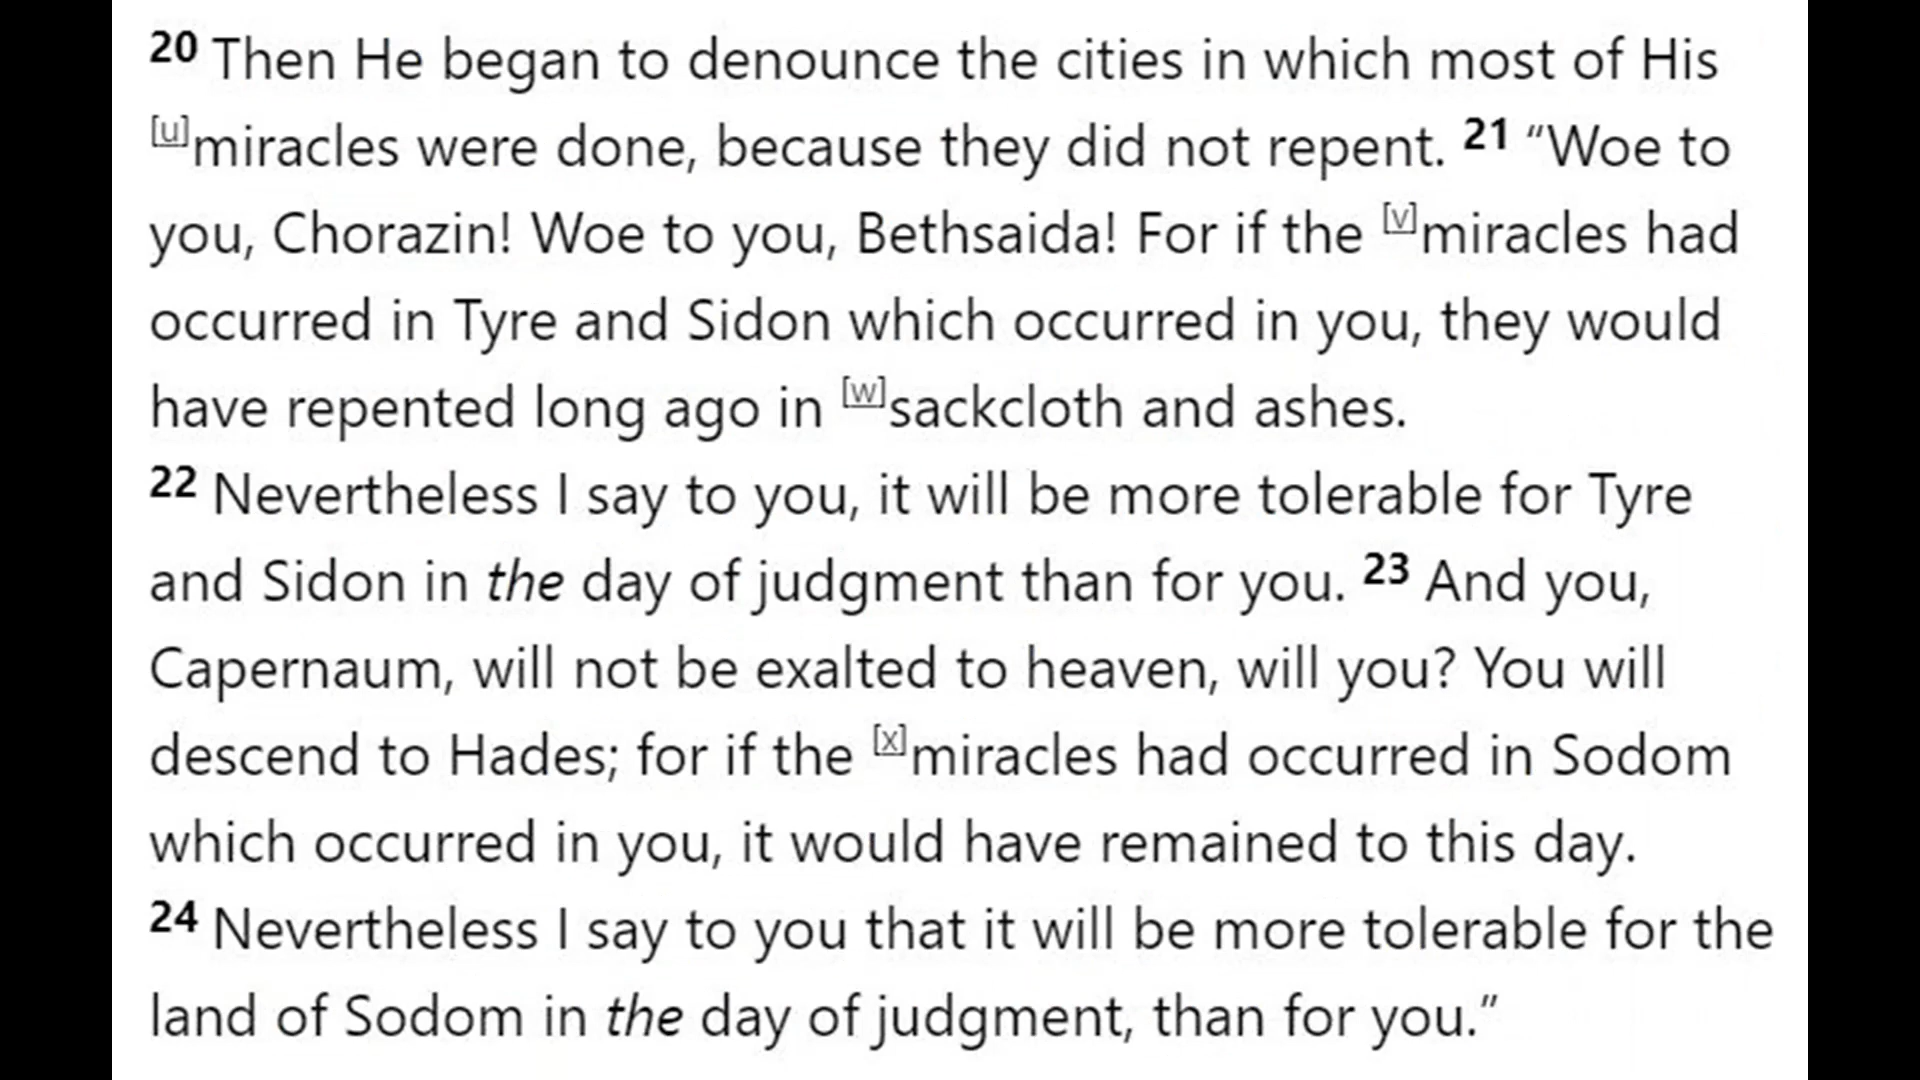 20 Then He began to denounce the cities in which most of His
[u]miracles were done, because they did not repent. 21 “Woe to
you, Chorazin! Woe to you, Bethsaida! For if the [v]miracles had
occurred in Tyre and Sidon which occurred in you, they would
have repented long ago in [w]sackcloth and ashes.
22 Nevertheless I say to you, it will be more tolerable for Tyre
and Sidon in the day of judgment than for you. 23 And you,
Capernaum, will not be exalted to heaven, will you? You will
descend to Hades; for if the [x]miracles had occurred in Sodom
which occurred in you, it would have remained to this day.
24 Nevertheless I say to you that it will be more tolerable for the
land of Sodom in the day of judgment, than for you.”